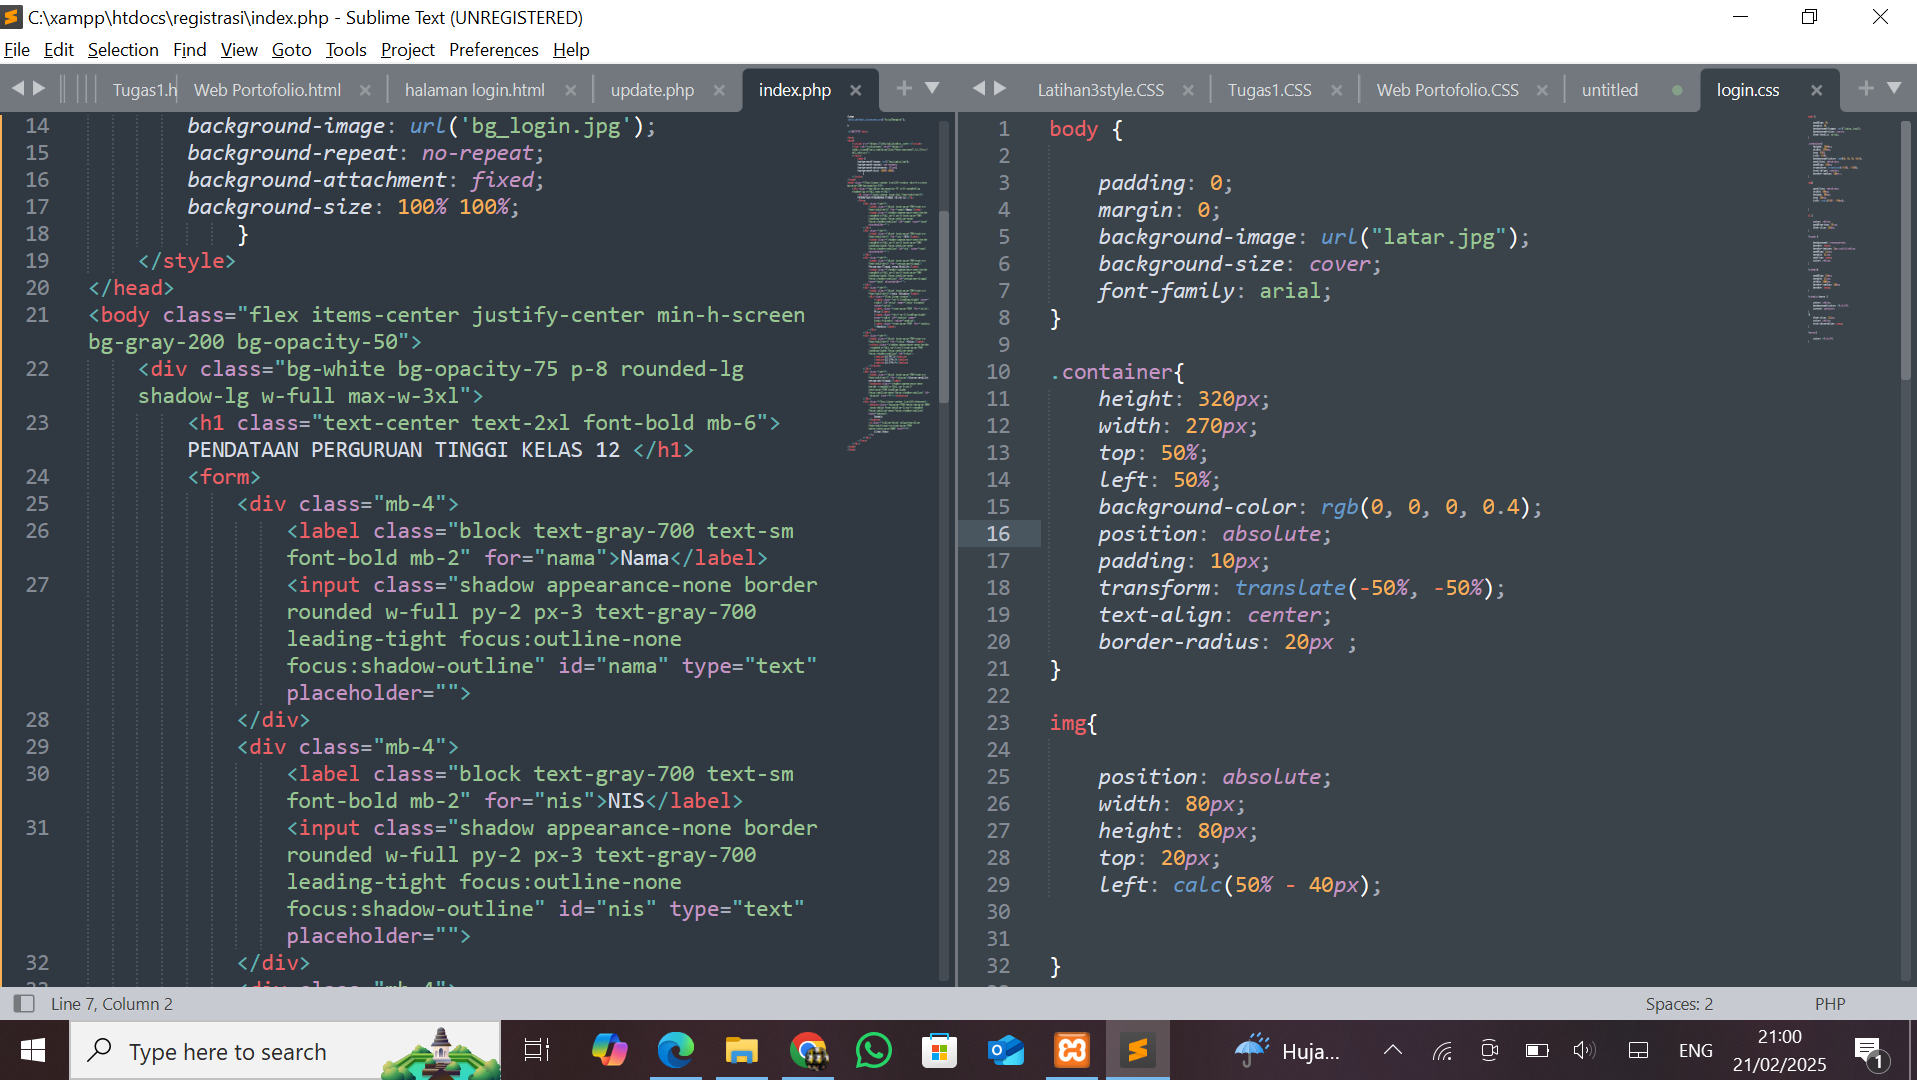 C:\xampp\htdocs\registrasi\index.php - Sublime Text (UNREGISTERED)
File Edit Selection Find View Goto Tools Project Preferences Help
Tugas1.h Web Portofolio.html halaman login.html update.php index.php
Latihan3style.CSS Tugas1.CSS Web Portofolio.CSS untitled login.css
14 background-image: url('bg_login.jpg');
15 background-repeat: no-repeat;
16 background-attachment: fixed;
17 background-size: 100% 100%;
18 }
19 </style>
20 </head>
21 <body class="flex items-center justify-center min-h-screen
bg-gray-200 bg-opacity-50">
22 <div class="bg-white bg-opacity-75 p-8 rounded-lg
shadow-lg w-full max-w-3xl">
23 <h1 class="text-center text-2xl font-bold mb-6">
PENDATAAN PERGURUAN TINGGI KELAS 12 </h1>
24 <form>
25 <div class="mb-4">
26 <label class="block text-gray-700 text-sm
font-bold mb-2" for="nama">Nama</label>
27 <input class="shadow appearance-none border
rounded w-full py-2 px-3 text-gray-700
leading-tight focus:outline-none
focus:shadow-outline" id="nama" type="text"
placeholder="">
28 </div>
29 <div class="mb-4">
30 <label class="block text-gray-700 text-sm
font-bold mb-2" for="nis">NIS</label>
31 <input class="shadow appearance-none border
rounded w-full py-2 px-3 text-gray-700
leading-tight focus:outline-none
focus:shadow-outline" id="nis" type="text"
placeholder="">
32 </div>
1 body {
2
3 padding: 0;
4 margin: 0;
5 background-image: url("latar.jpg");
6 background-size: cover;
7 font-family: arial;
8 }
9
10 .container{
11 height: 320px;
12 width: 270px;
13 top: 50%;
14 left: 50%;
15 background-color: rgb(0, 0, 0, 0.4);
16 position: absolute;
17 padding: 10px;
18 transform: translate(-50%, -50%);
19 text-align: center;
20 border-radius: 20px ;
21 }
22
23 img{
24
25 position: absolute;
26 width: 80px;
27 height: 80px;
28 top: 20px;
29 left: calc(50% - 40px);
30
31
32 }
Line 7, Column 2
Spaces: 2 PHP
Type here to search
Huja...
ENG
21:00
21/02/2025
1